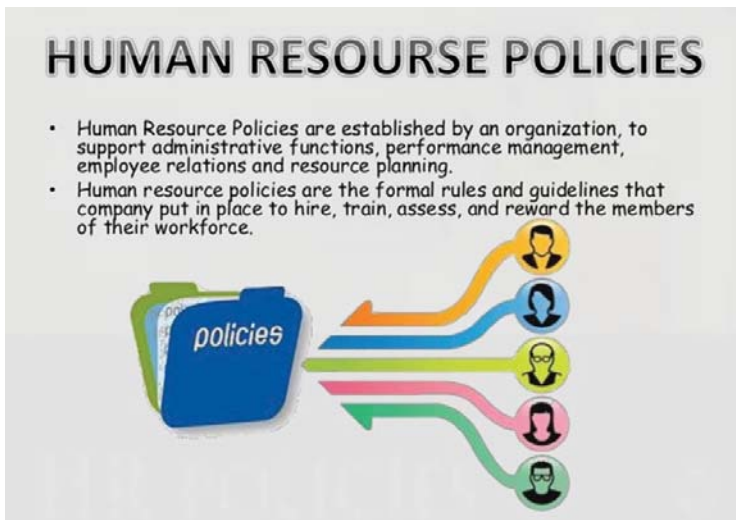 HUMAN RESOURSE POLICIES
• Human Resource Policies are established by an organization, to
support administrative functions, performance management,
employee relations and resource planning.
• Human resource policies are the formal rules and guidelines that
company put in place to hire, train, assess, and reward the members
of their workforce.
policies